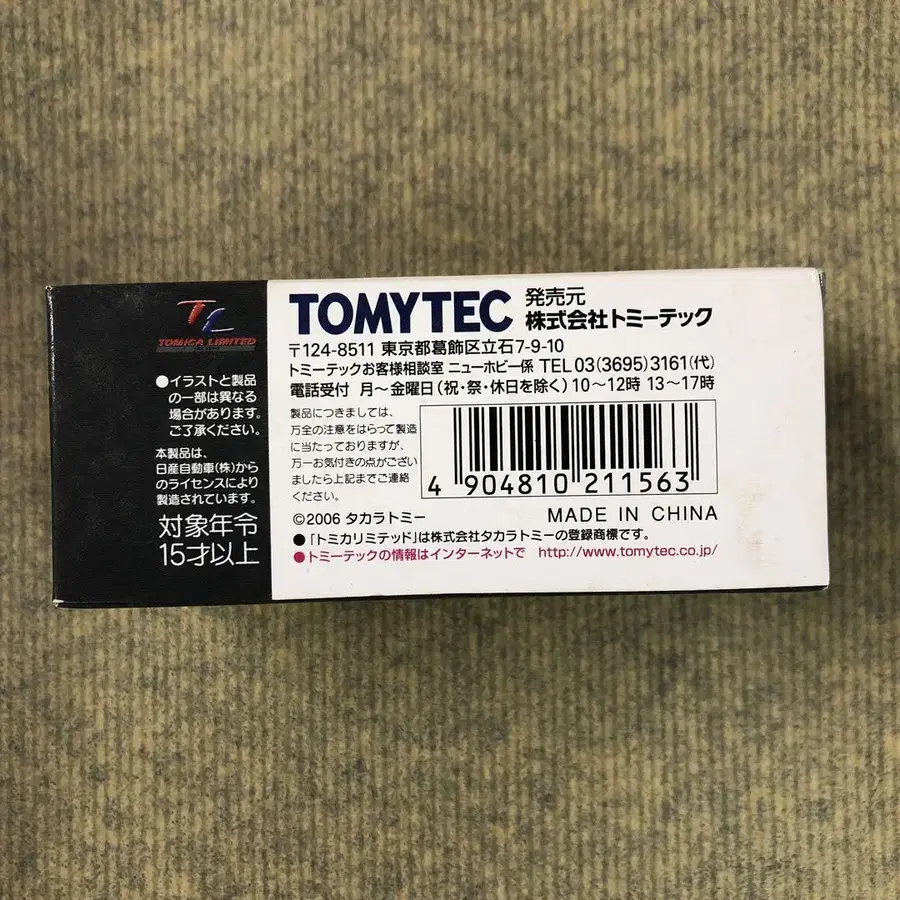 TL
TOMICA LIMITED
●イラストと製品
の一部は異なる
場合があります。
ご了承ください。
本製品は、
日産自動車(株)から
のライセンスにより
製造されています。
対象年令
15才以上
TOMYTEC 発売元
株式会社トミーテック
〒124-8511 東京都葛飾区立石7-9-10
トミーテックお客様相談室 ニューホビー係 TEL 03(3695)3161(代)
電話受付 月〜金曜日(祝・祭・休日を除く)10〜12時 13〜17時
製品につきましては、
万全の注意をはらって製造
に当たっておりますが、
万一お気付きの点がござい
ましたら上記までご連絡
ください。
4 904810 211563
©2006 タカラトミー MADE IN CHINA
●「トミカリミテッド」は株式会社タカラトミーの登録商標です。
●トミーテックの情報はインターネットで http://www.tomytec.co.jp/